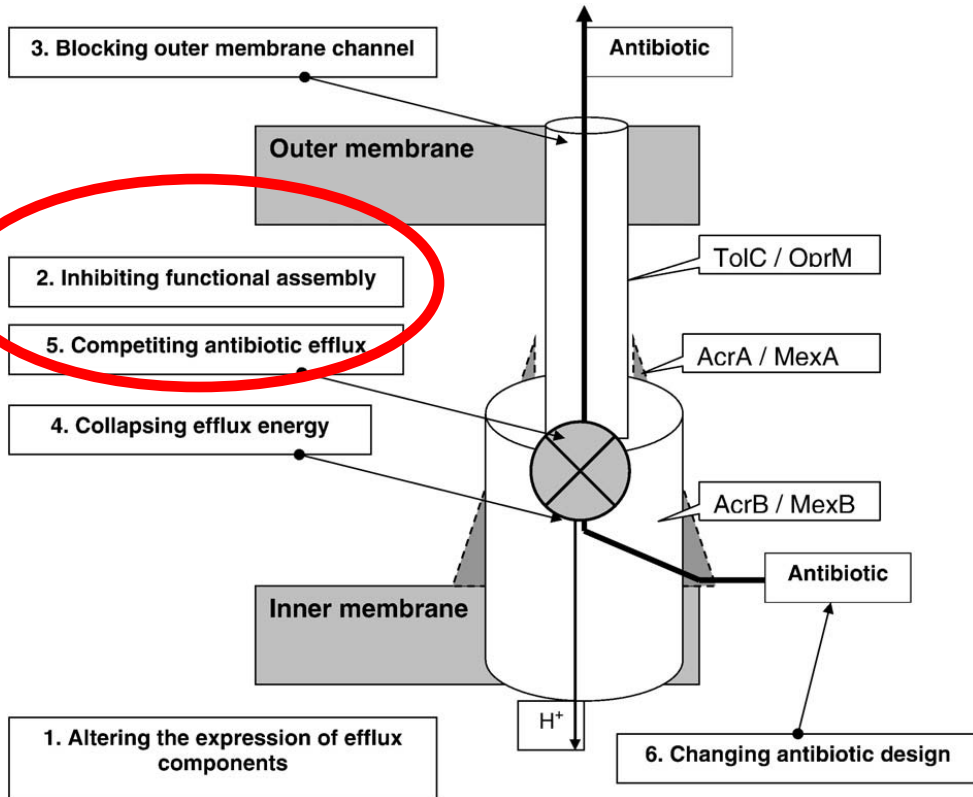 3. Blocking outer membrane channel
Antibiotic
Outer membrane
TolC / OprM
2. Inhibiting functional assembly
5. Competiting antibiotic efflux
AcrA / MexA
4. Collapsing efflux energy
AcrB / MexB
Antibiotic
Inner membrane
H+
1. Altering the expression of efflux
components
6. Changing antibiotic design